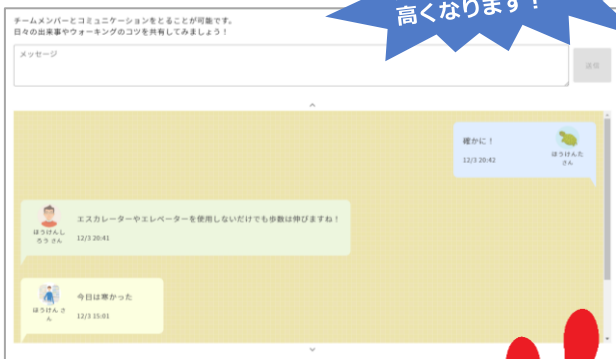 高くなります！
チームメンバーとコミュニケーションをとることが可能です。
日々の出来事やウォーキングのコツを共有してみましょう！
メッセージ
送信
確かに！
12/3 20:42
ほうけんた
さん
エスカレーターやエレベーターを使用しないだけでも歩数は伸びますね！
12/3 20:41
ほうけんし
ろう さん
今日は寒かった
12/3 15:01
ほうけん さ
ん